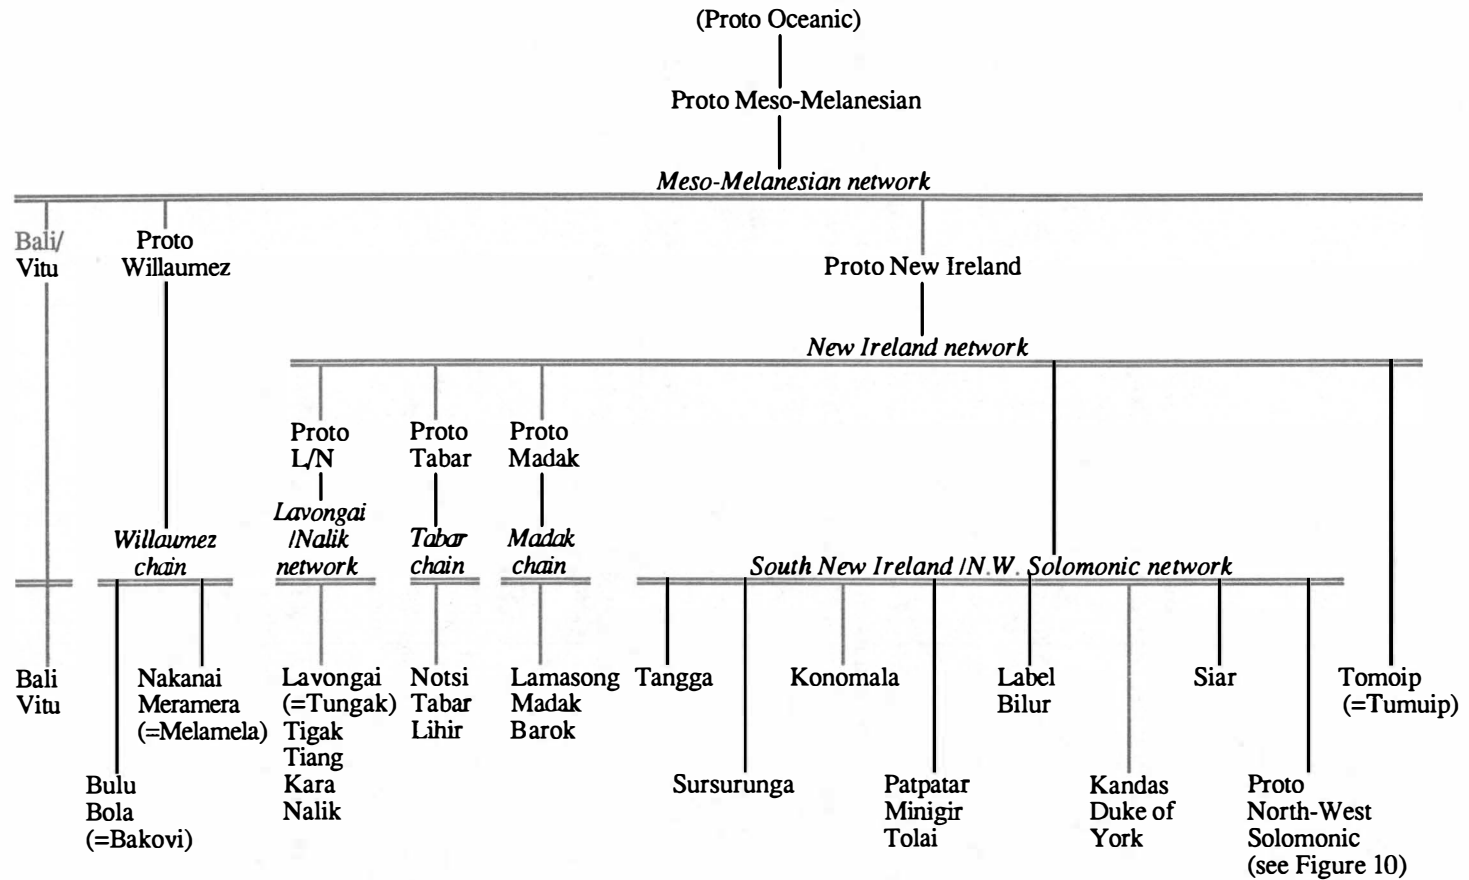 (Proto Oceanic)
Proto Meso-Melanesian
Meso-Melanesian network
Bali/
Vitu
Proto
Willaumez
Proto New Ireland
New Ireland network
Proto
L/N
Proto
Tabar
Proto
Madak
Willaumez
chain
Lavongai
/Nalik
network
Tabar
chain
Madak
chain
South New Ireland /N.W. Solomonic network
Bali
Vitu
Nakanai
Meramera
(=Melamela)
Lavongai
(=Tungak)
Tigak
Tiang
Kara
Nalik
Notsi
Tabar
Lihir
Lamasong
Madak
Barok
Tangga
Konomala
Label
Bilur
Siar
Tomoip
(=Tumuip)
Bulu
Bola
(=Bakovi)
Sursurunga
Patpatar
Minigir
Tolai
Kandas
Duke of
York
Proto
North-West
Solomonic
(see Figure 10)